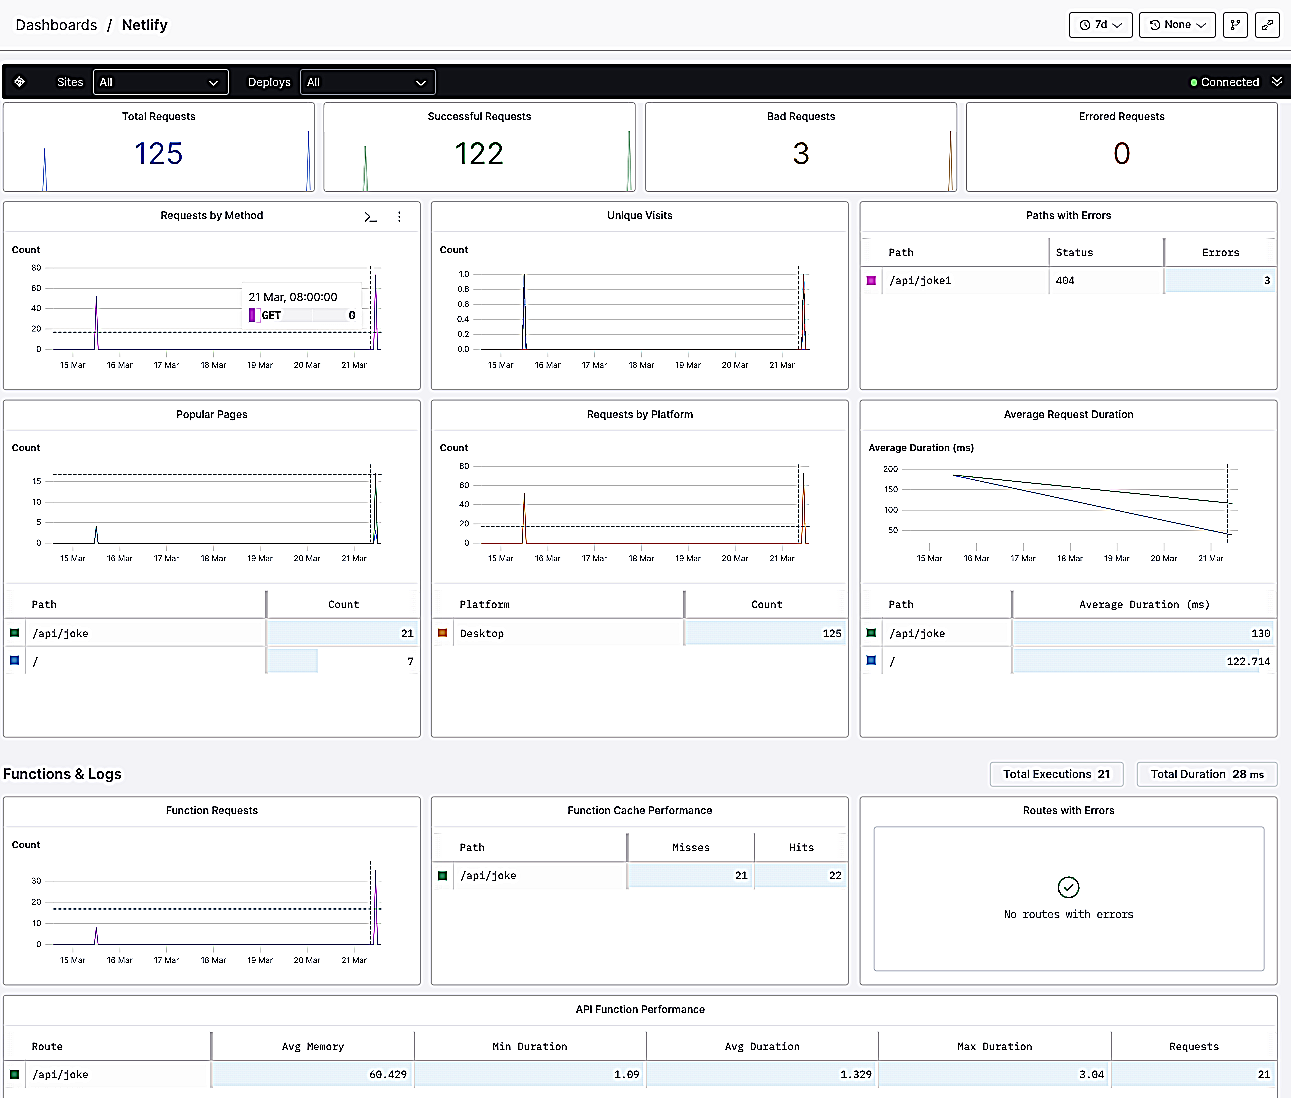 Dashboards / Netlify
7d
None
Sites
All
Deploys
All
Connected
Total Requests
125
Successful Requests
122
Bad Requests
3
Errored Requests
0
Requests by Method
Count
80
60
40
20
0
21 Mar, 08:00:00
GET 0
15 Mar 16 Mar 17 Mar 18 Mar 19 Mar 20 Mar 21 Mar
Unique Visits
Count
1.0
0.8
0.6
0.4
0.2
0.0
15 Mar 16 Mar 17 Mar 18 Mar 19 Mar 20 Mar 21 Mar
Paths with Errors
Path Status Errors
/api/joke1 404 3
Popular Pages
Count
15
10
5
0
15 Mar 16 Mar 17 Mar 18 Mar 19 Mar 20 Mar 21 Mar
Path Count
/api/joke 21
/ 7
Requests by Platform
Count
80
60
40
20
0
15 Mar 16 Mar 17 Mar 18 Mar 19 Mar 20 Mar 21 Mar
Platform Count
Desktop 125
Average Request Duration
Average Duration (ms)
200
150
100
50
15 Mar 16 Mar 17 Mar 18 Mar 19 Mar 20 Mar 21 Mar
Path Average Duration (ms)
/api/joke 130
/ 122.714
Functions & Logs
Total Executions 21
Total Duration 28 ms
Function Requests
Count
30
20
10
0
15 Mar 16 Mar 17 Mar 18 Mar 19 Mar 20 Mar 21 Mar
Function Cache Performance
Path Misses Hits
/api/joke 21 22
Routes with Errors
No routes with errors
API Function Performance
Route Avg Memory Min Duration Avg Duration Max Duration Requests
/api/joke 60.429 1.09 1.329 3.04 21